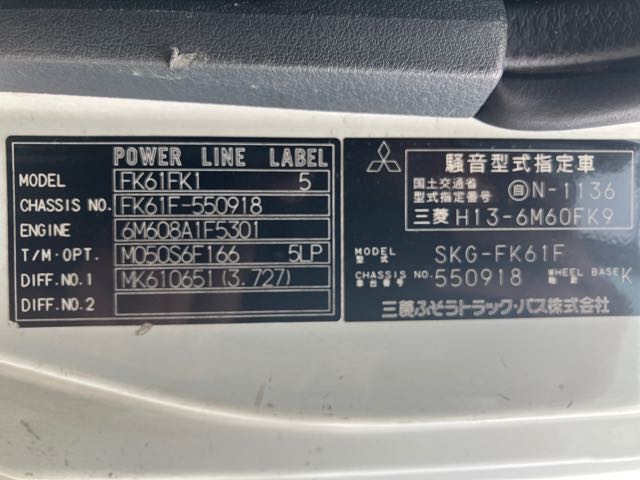 POWER LINE LABEL
MODEL FK61FK1 5
CHASSIS NO. FK61F-550918
ENGINE 6M608A1F5301
T/M·OPT. M050S6F166 5LP
DIFF.NO.1 MK610651(3.727)
DIFF.NO.2
騒音型式指定車
国土交通省
型式指定番号 自N-1136
三菱 H13-6M60FK9
MODEL
型式 SKG-FK61F
CHASSIS NO.
車台番号 550918
WHEEL BASE
軸距 K
三菱ふそうトラック·バス株式会社